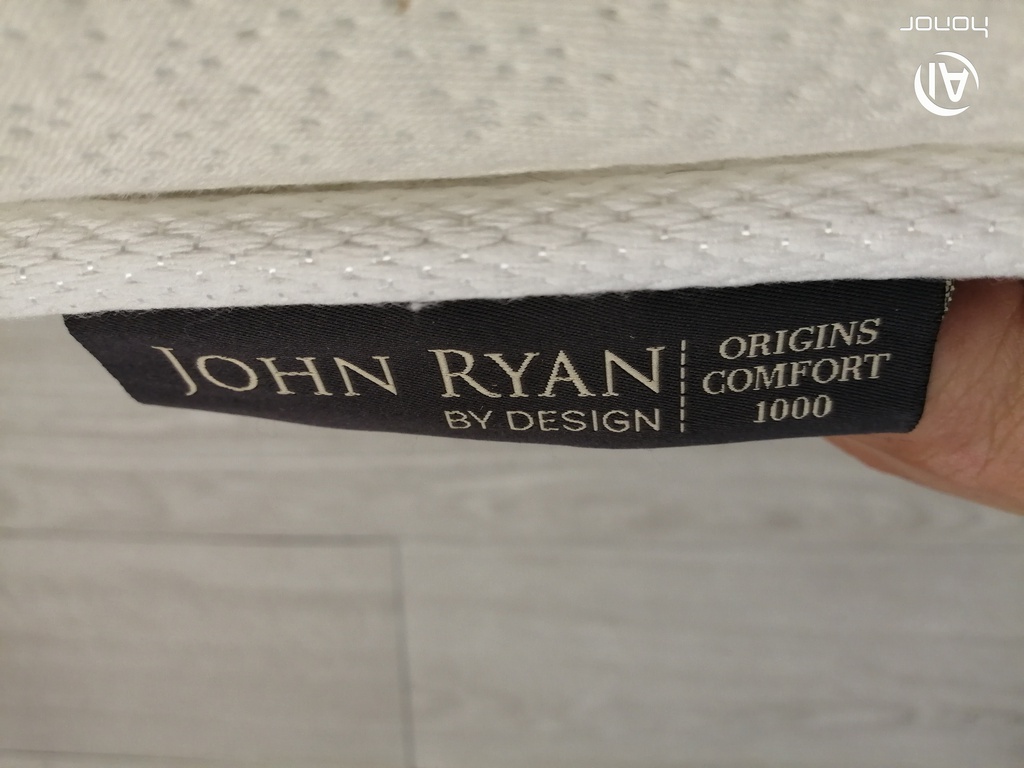 honor
AI
JOHN RYAN
BY DESIGN
ORIGINS
COMFORT
1000